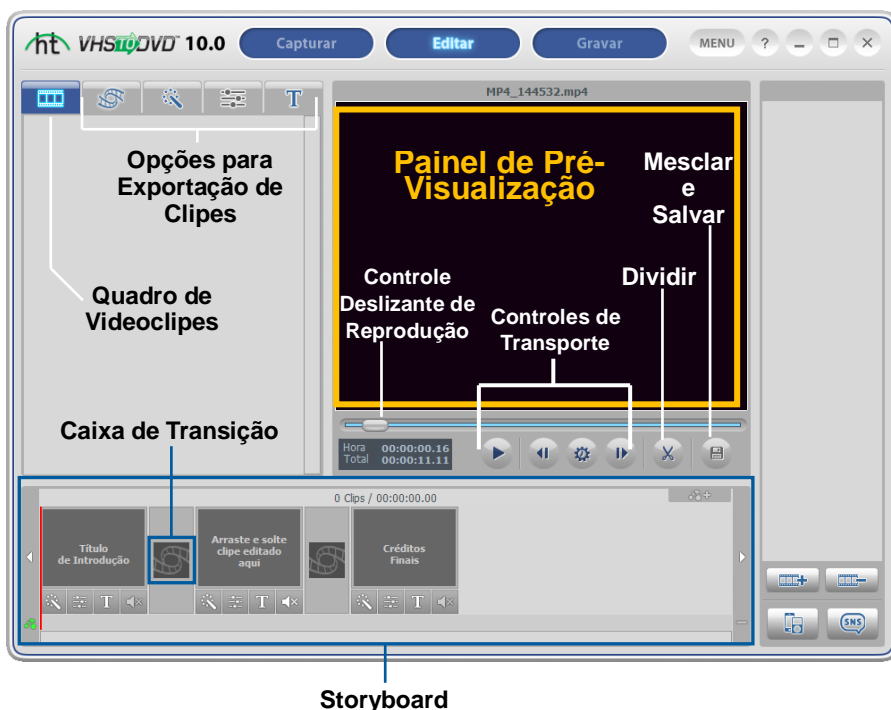 ht VHSTODVD™ 10.0 Capturar Editar Gravar MENU ? – □ ×
T
MP4_144532.mp4
Opções para
Exportação de
Clipes
Quadro de
Videoclipes
Painel de Pré-
Visualização
Mesclar
e
Salvar
Dividir
Controle
Deslizante de
Reprodução
Controles de
Transporte
Caixa de Transição
Hora 00:00:00.16
Total 00:00:11.11
0 Clips / 00:00:00.00
Título
de Introdução
Arraste e solte
clipe editado
aqui
Créditos
Finais
T
T
T
SNS
Storyboard